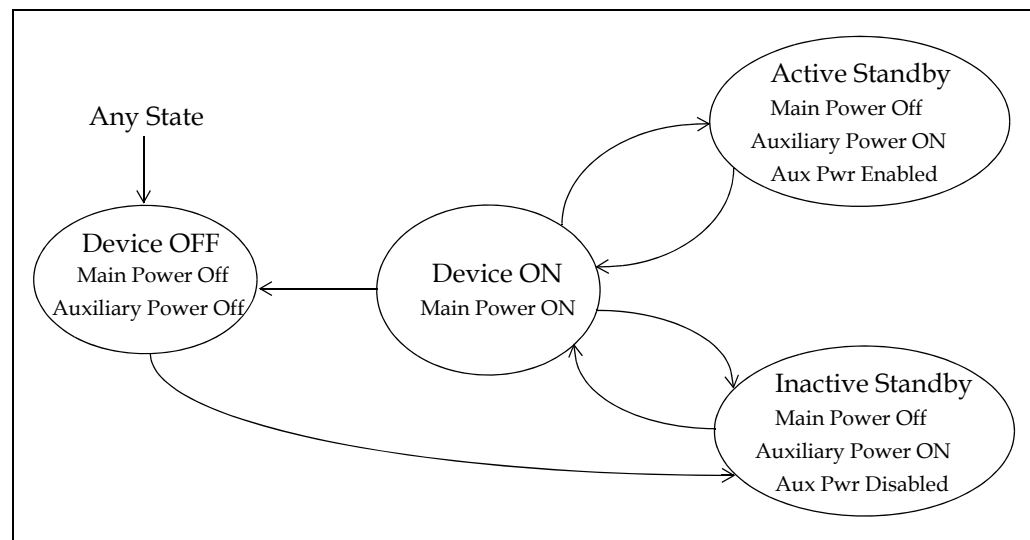 Any State
Device OFF
Main Power Off
Auxiliary Power Off
Device ON
Main Power ON
Active Standby
Main Power Off
Auxiliary Power ON
Aux Pwr Enabled
Inactive Standby
Main Power Off
Auxiliary Power ON
Aux Pwr Disabled